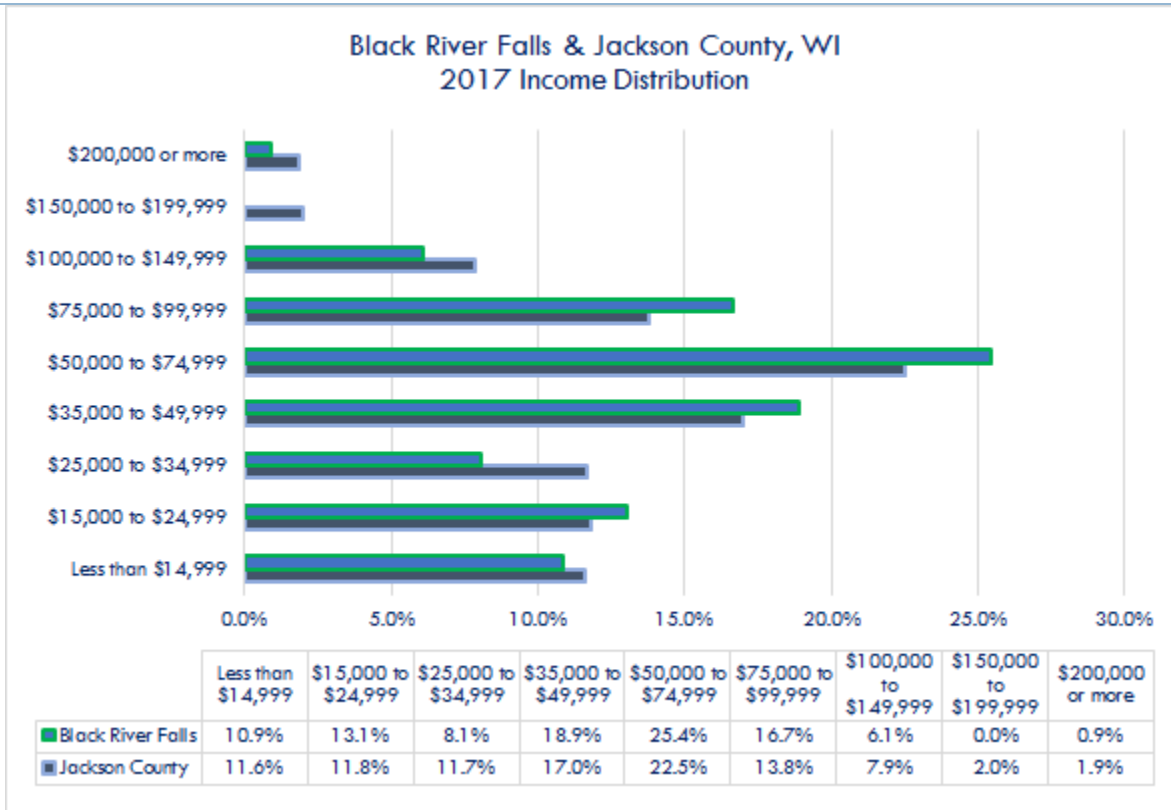 Black River Falls & Jackson County, WI
2017 Income Distribution
$200,000 or more
$150,000 to $199,999
$100,000 to $149,999
$75,000 to $99,999
$50,000 to $74,999
$35,000 to $49,999
$25,000 to $34,999
$15,000 to $24,999
Less than $14,999
0.0% 5.0% 10.0% 15.0% 20.0% 25.0% 30.0%
Less than $14,999 $15,000 to $24,999 $25,000 to $34,999 $35,000 to $49,999 $50,000 to $74,999 $75,000 to $99,999 $100,000 to $149,999 $150,000 to $199,999 $200,000 or more
Black River Falls 10.9% 13.1% 8.1% 18.9% 25.4% 16.7% 6.1% 0.0% 0.9%
Jackson County 11.6% 11.8% 11.7% 17.0% 22.5% 13.8% 7.9% 2.0% 1.9%